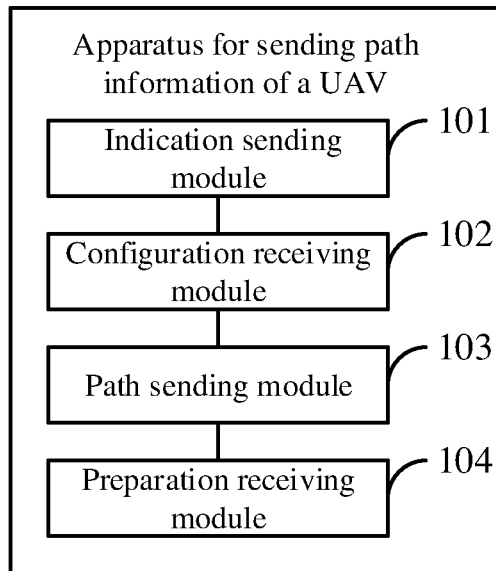 Apparatus for sending path
information of a UAV
101
Indication sending
module
102
Configuration receiving
module
103
Path sending module
104
Preparation receiving
module